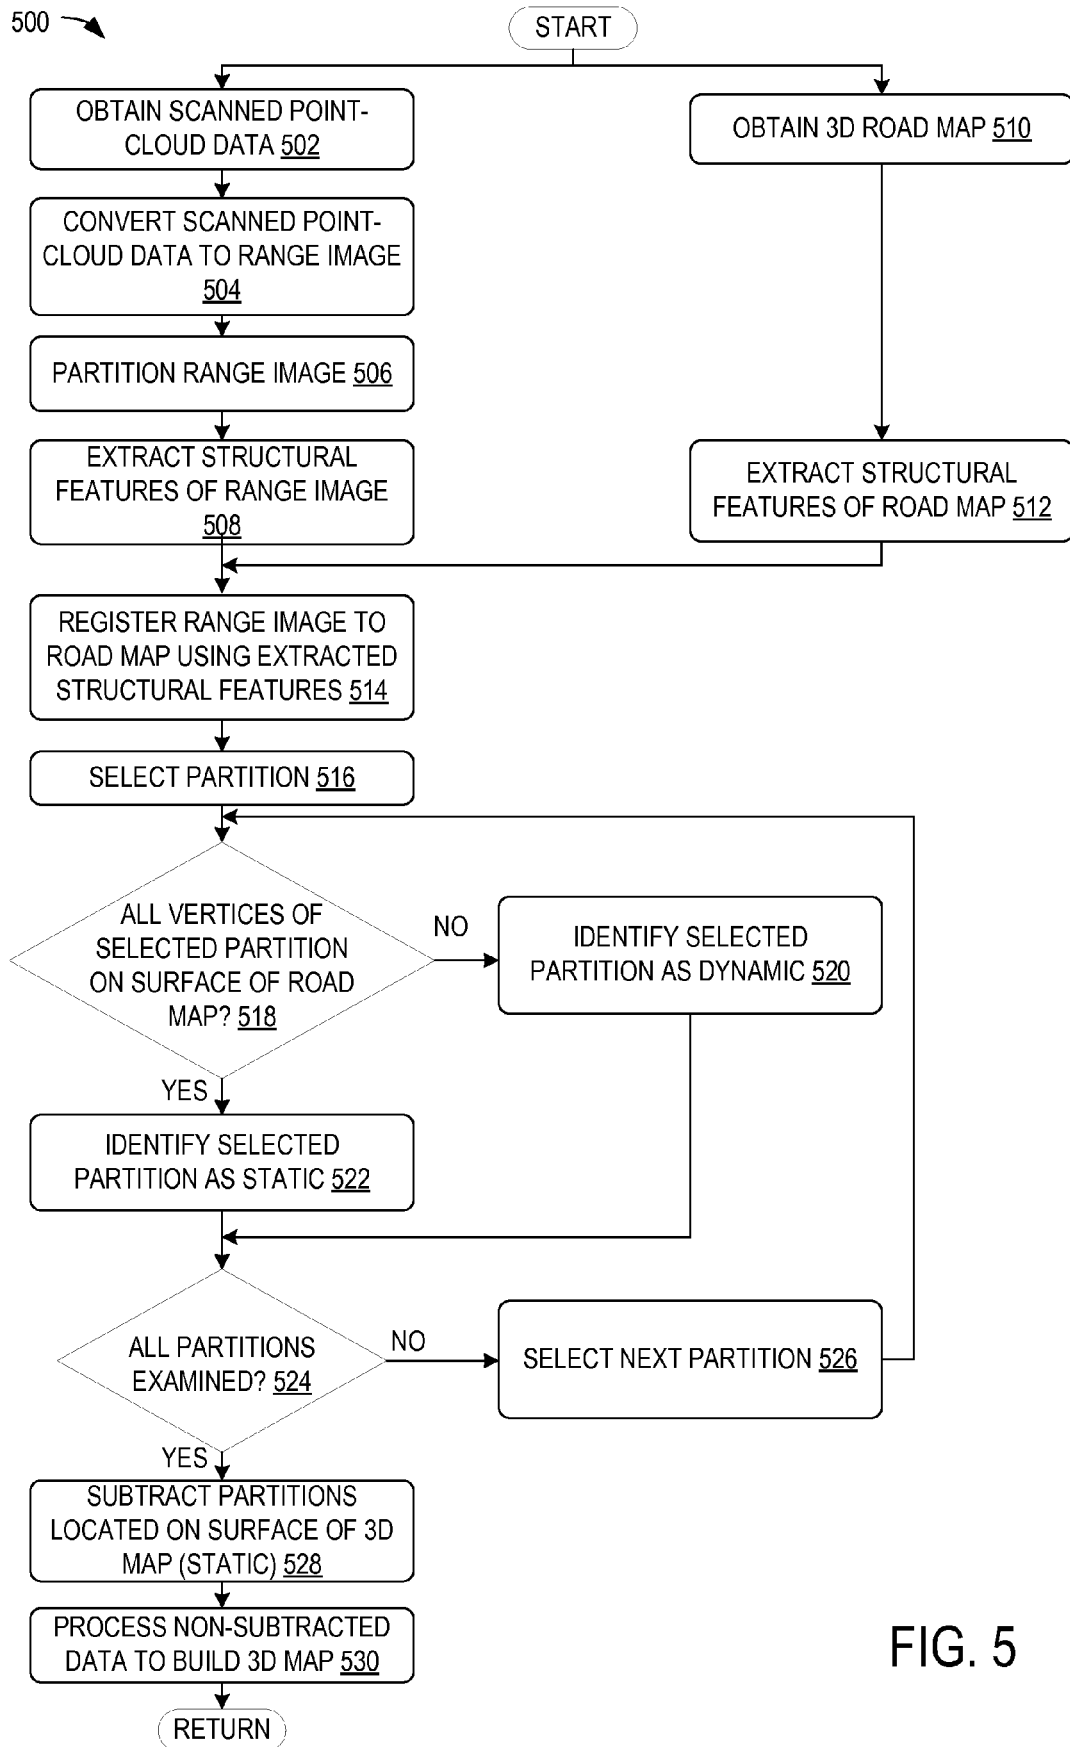 500
START
OBTAIN SCANNED POINT-
CLOUD DATA 502
OBTAIN 3D ROAD MAP 510
CONVERT SCANNED POINT-
CLOUD DATA TO RANGE IMAGE
504
PARTITION RANGE IMAGE 506
EXTRACT STRUCTURAL
FEATURES OF RANGE IMAGE
508
EXTRACT STRUCTURAL
FEATURES OF ROAD MAP 512
REGISTER RANGE IMAGE TO
ROAD MAP USING EXTRACTED
STRUCTURAL FEATURES 514
SELECT PARTITION 516
ALL VERTICES OF
SELECTED PARTITION
ON SURFACE OF ROAD
MAP? 518
NO
IDENTIFY SELECTED
PARTITION AS DYNAMIC 520
YES
IDENTIFY SELECTED
PARTITION AS STATIC 522
ALL PARTITIONS
EXAMINED? 524
NO
SELECT NEXT PARTITION 526
YES
SUBTRACT PARTITIONS
LOCATED ON SURFACE OF 3D
MAP (STATIC) 528
PROCESS NON-SUBTRACTED
DATA TO BUILD 3D MAP 530
RETURN
FIG. 5